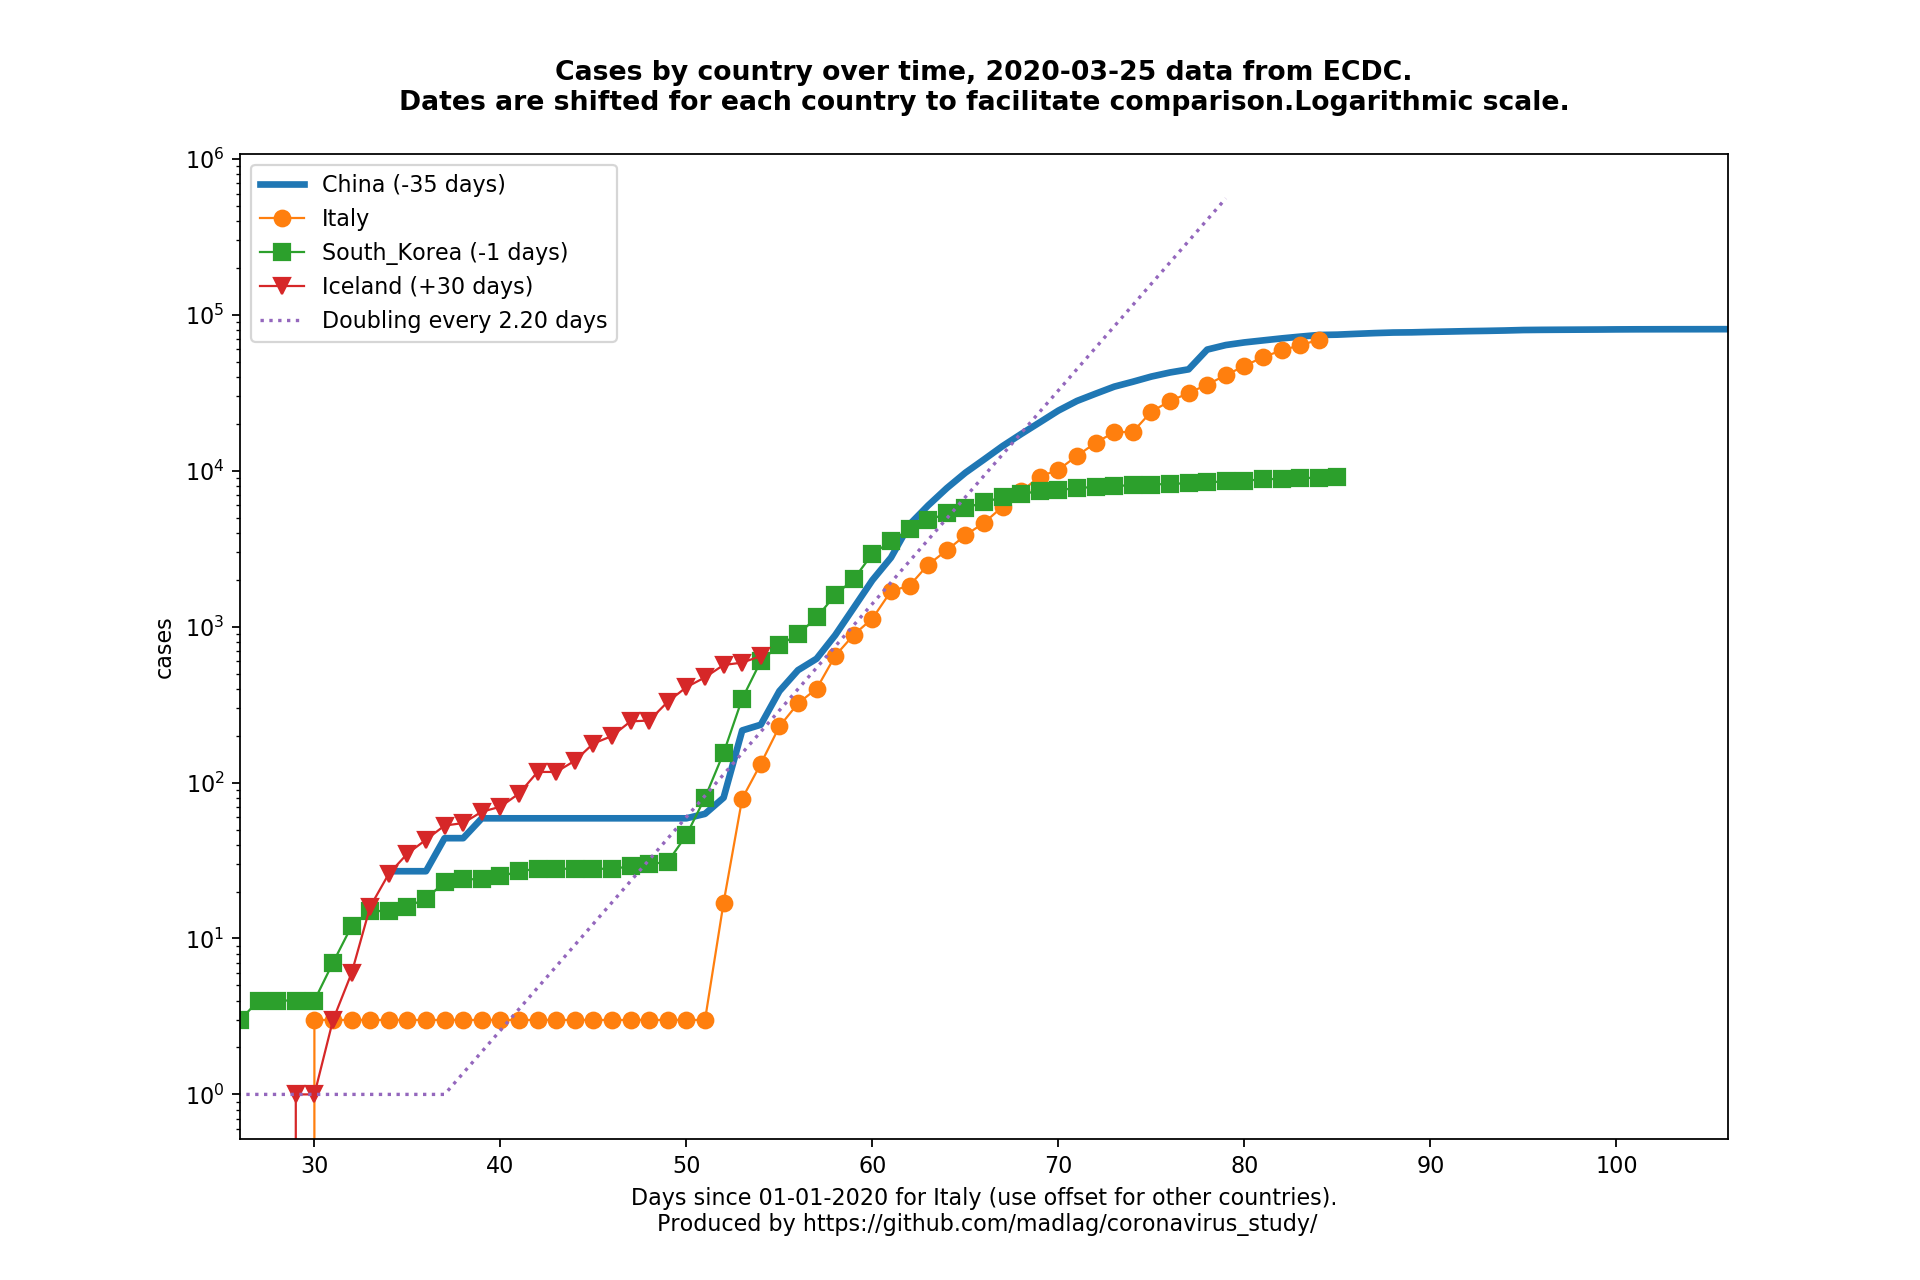 Cases by country over time, 2020-03-25 data from ECDC.
Dates are shifted for each country to facilitate comparison.Logarithmic scale.
10^6
10^5
10^4
10^3
10^2
10^1
10^0
cases
China (-35 days)
Italy
South_Korea (-1 days)
Iceland (+30 days)
Doubling every 2.20 days
30 40 50 60 70 80 90 100
Days since 01-01-2020 for Italy (use offset for other countries).
Produced by https://github.com/madlag/coronavirus_study/